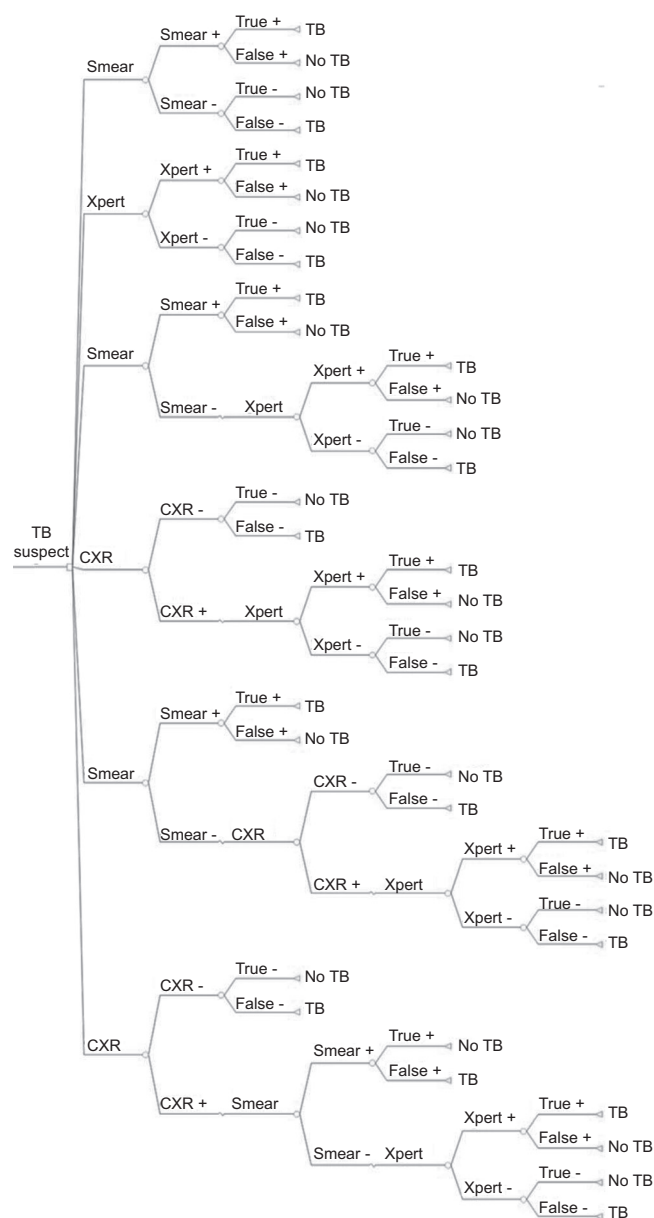 True + TB
Smear +
False + No TB
Smear
True - No TB
Smear -
False - TB
True + TB
Xpert +
False + No TB
Xpert
True - No TB
Xpert -
False - TB
True + TB
Smear +
False + No TB
Smear
True + TB
Xpert +
False + No TB
Smear - Xpert
True - No TB
Xpert -
False - TB
True - No TB
CXR -
False - TB
TB
suspect
CXR
True + TB
Xpert +
False + No TB
CXR + Xpert
True - No TB
Xpert -
False - TB
True + TB
Smear +
False + No TB
Smear
True - No TB
CXR -
False - TB
Smear - CXR
True + TB
Xpert +
False + No TB
CXR + Xpert
True - No TB
Xpert -
False - TB
True - No TB
CXR -
False - TB
CXR
True + No TB
Smear +
False + TB
CXR + Smear
True + TB
Xpert +
False + No TB
Smear - Xpert
True - No TB
Xpert -
False - TB